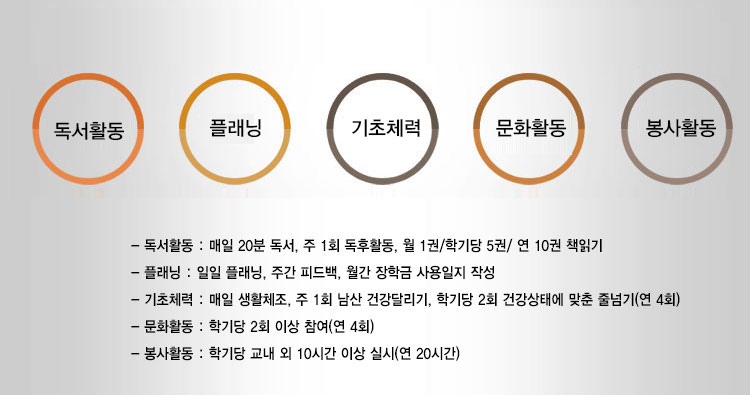 독서활동
플래닝
기초체력
문화활동
봉사활동
– 독서활동 : 매일 20분 독서, 주 1회 독후활동, 월 1권/학기당 5권/ 연 10권 책읽기
– 플래닝 : 일일 플래닝, 주간 피드백, 월간 장학금 사용일지 작성
– 기초체력 : 매일 생활체조, 주 1회 남산 건강달리기, 학기당 2회 건강상태에 맞춘 줄넘기(연 4회)
– 문화활동 : 학기당 2회 이상 참여(연 4회)
– 봉사활동 : 학기당 교내 외 10시간 이상 실시(연 20시간)